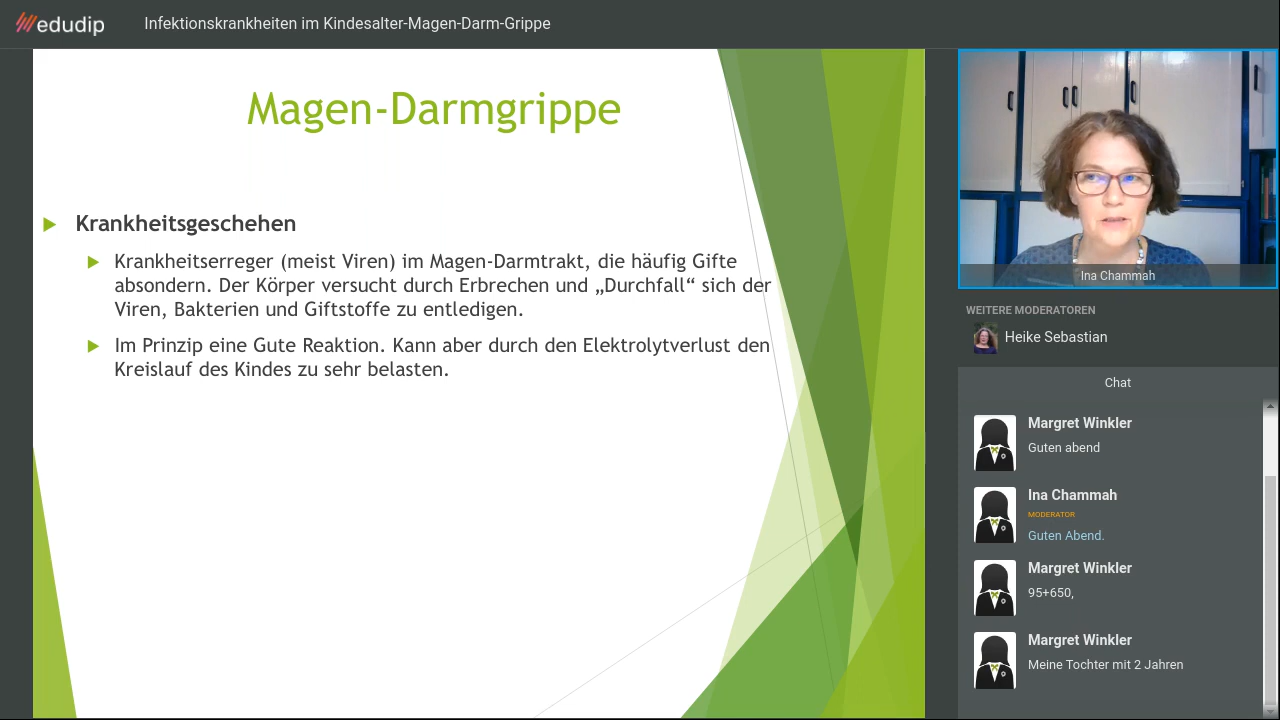 edudip
Infektionskrankheiten im Kindesalter-Magen-Darm-Grippe
Magen-Darmgrippe
Krankheitsgeschehen
Krankheitserreger (meist Viren) im Magen-Darmtrakt, die häufig Gifte
absondern. Der Körper versucht durch Erbrechen und „Durchfall“ sich der
Viren, Bakterien und Giftstoffe zu entledigen.
Im Prinzip eine Gute Reaktion. Kann aber durch den Elektrolytverlust den
Kreislauf des Kindes zu sehr belasten.
Ina Chammah
WEITERE MODERATOREN
Heike Sebastian
Chat
Margret Winkler
Guten abend
Ina Chammah
MODERATOR
Guten Abend.
Margret Winkler
95+650,
Margret Winkler
Meine Tochter mit 2 Jahren